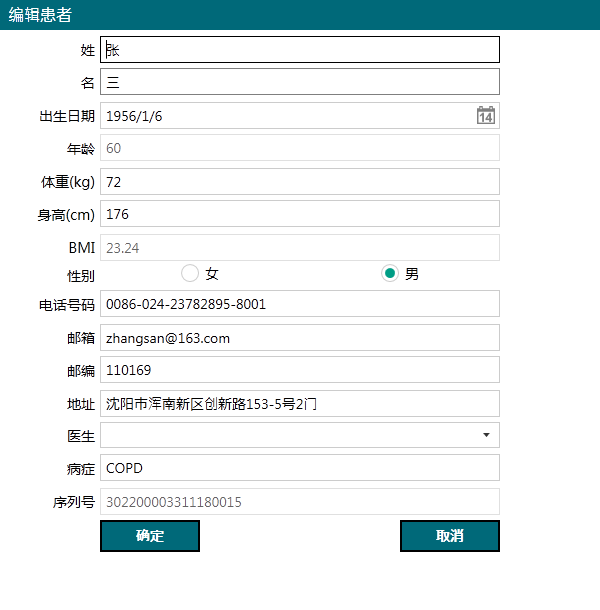 编辑患者
姓 张
名 三
出生日期 1956/1/6 14
年龄 60
体重(kg) 72
身高(cm) 176
BMI 23.24
性别 女 男
电话号码 0086-024-23782895-8001
邮箱 zhangsan@163.com
邮编 110169
地址 沈阳市浑南新区创新路153-5号2门
医生
病症 COPD
序列号 302200003311180015
确定 取消